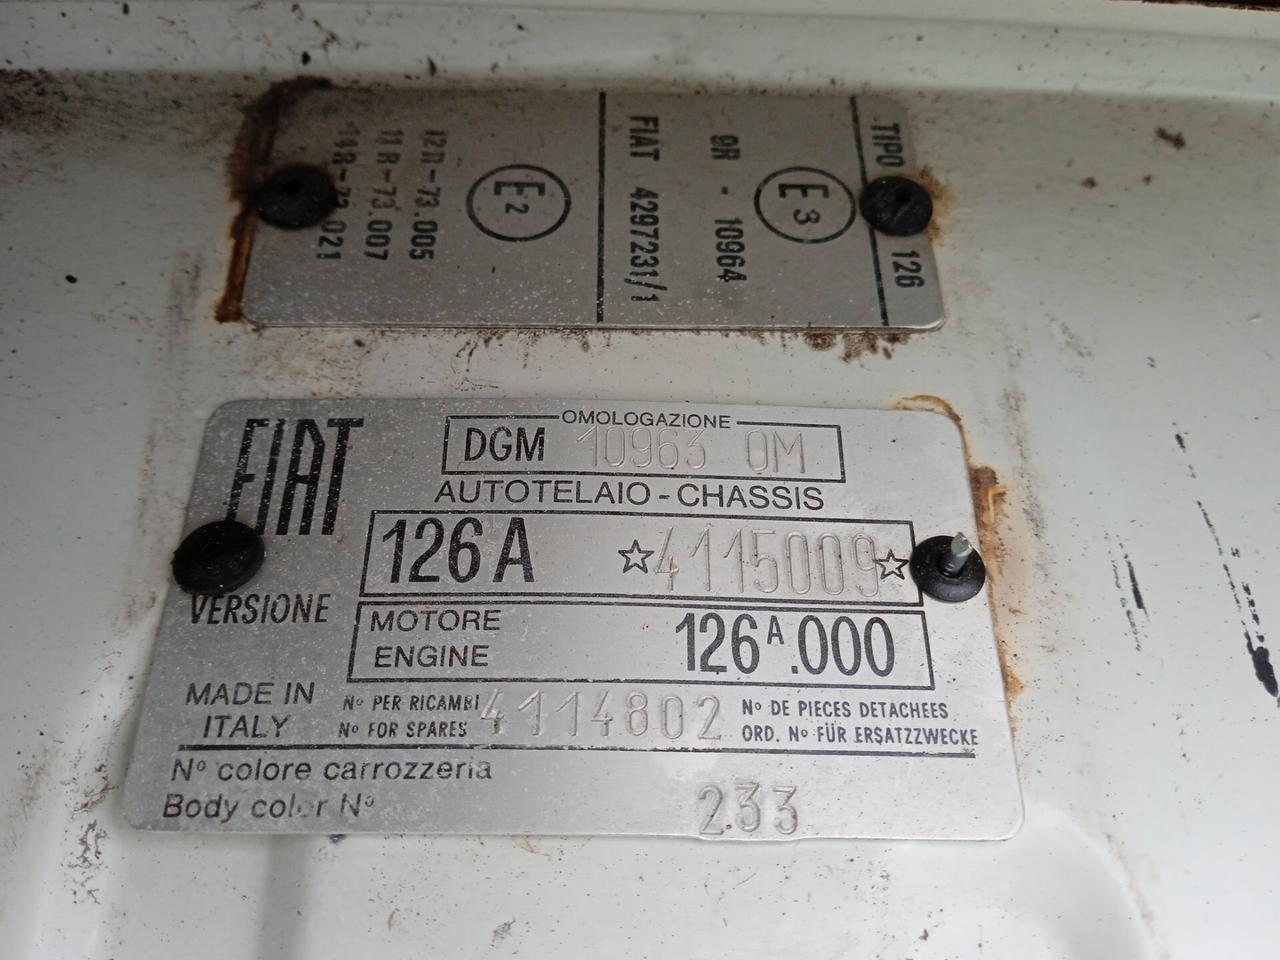 TIPO 126
E3
9R - 10964
FIAT 4297231/1
E2
12R-73.005
11R-73.007
14R-73.021
FIAT
OMOLOGAZIONE
DGM 10963 OM
AUTOTELAIO - CHASSIS
126 A ☆4115009☆
VERSIONE
MOTORE
ENGINE
126A.000
MADE IN
ITALY
No PER RICAMBI
No FOR SPARES
4114802
No DE PIECES DETACHEES
ORD. No FÜR ERSATZZWECKE
No colore carrozzeria
Body color No
233